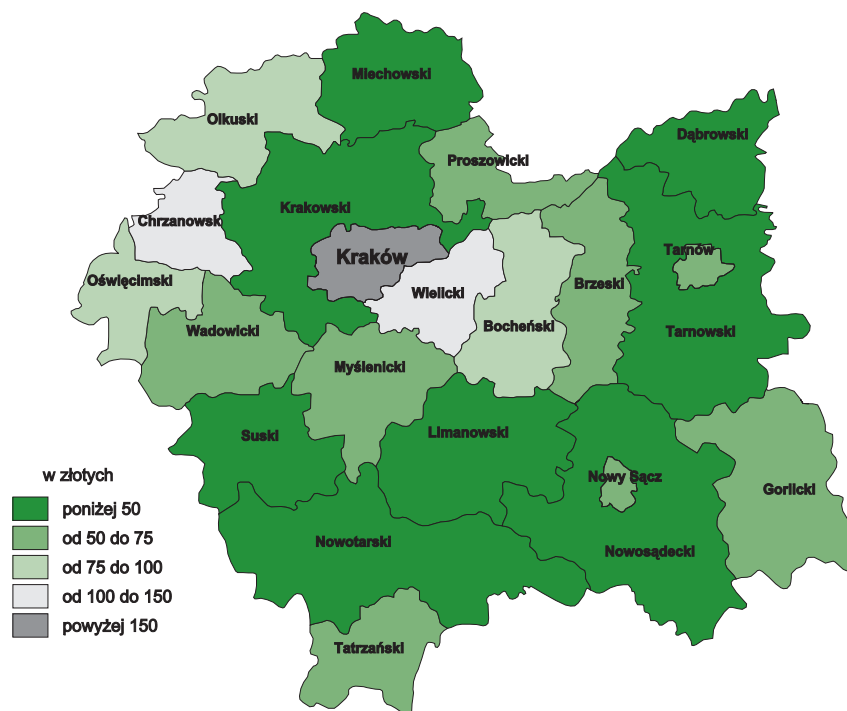 Miechowski
Olkuski
Dąbrowski
Proszowicki
Krakowski
Chrzanowski
Tarnów
Kraków
Oświęcimski
Wielicki
Brzeski
Wadowicki
Bocheński
Tarnowski
Myślenicki
Suski
Limanowski
Nowy Sącz
Gorlicki
Nowotarski
Nowosądecki
Tatrzański
w złotych
poniżej 50
od 50 do 75
od 75 do 100
od 100 do 150
powyżej 150